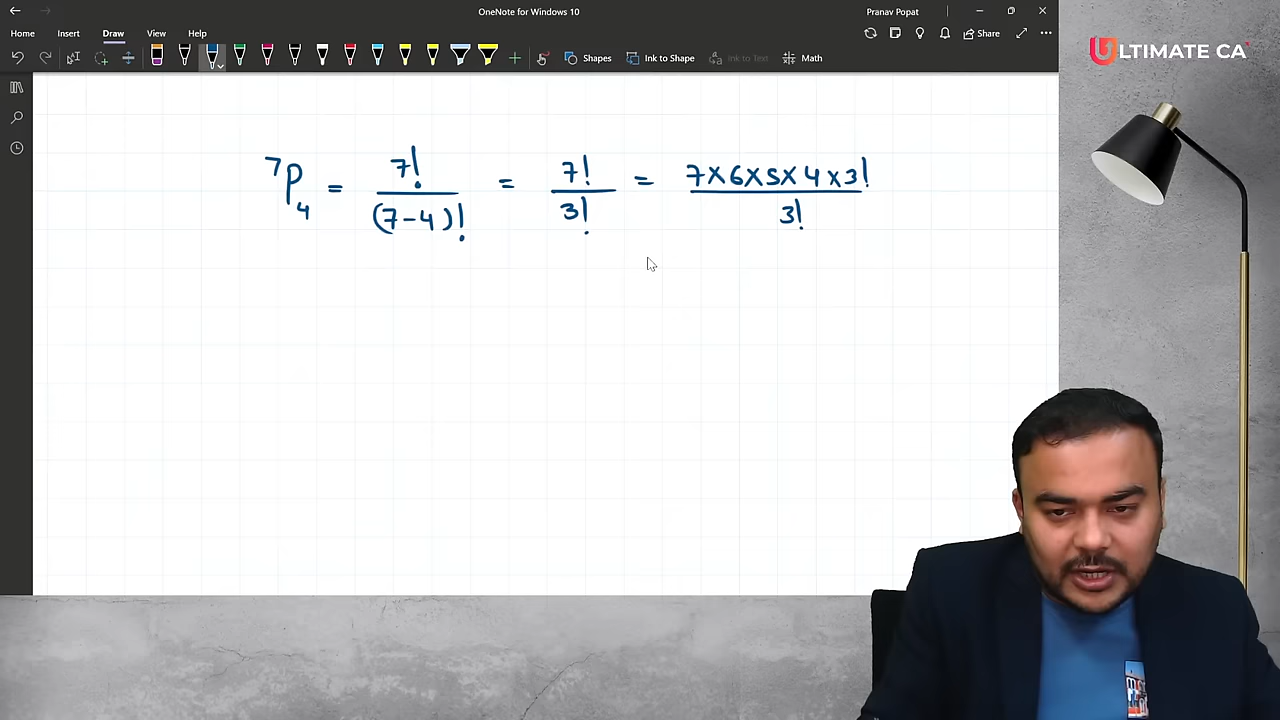 OneNote for Windows 10
Pranav Popat
Home Insert Draw View Help
Share
Shapes Ink to Shape Ink to Text Math
ULTIMATE CA
⁷P₄ = 7!/(7-4)! = 7!/3! = 7×6×5×4×3!/3!